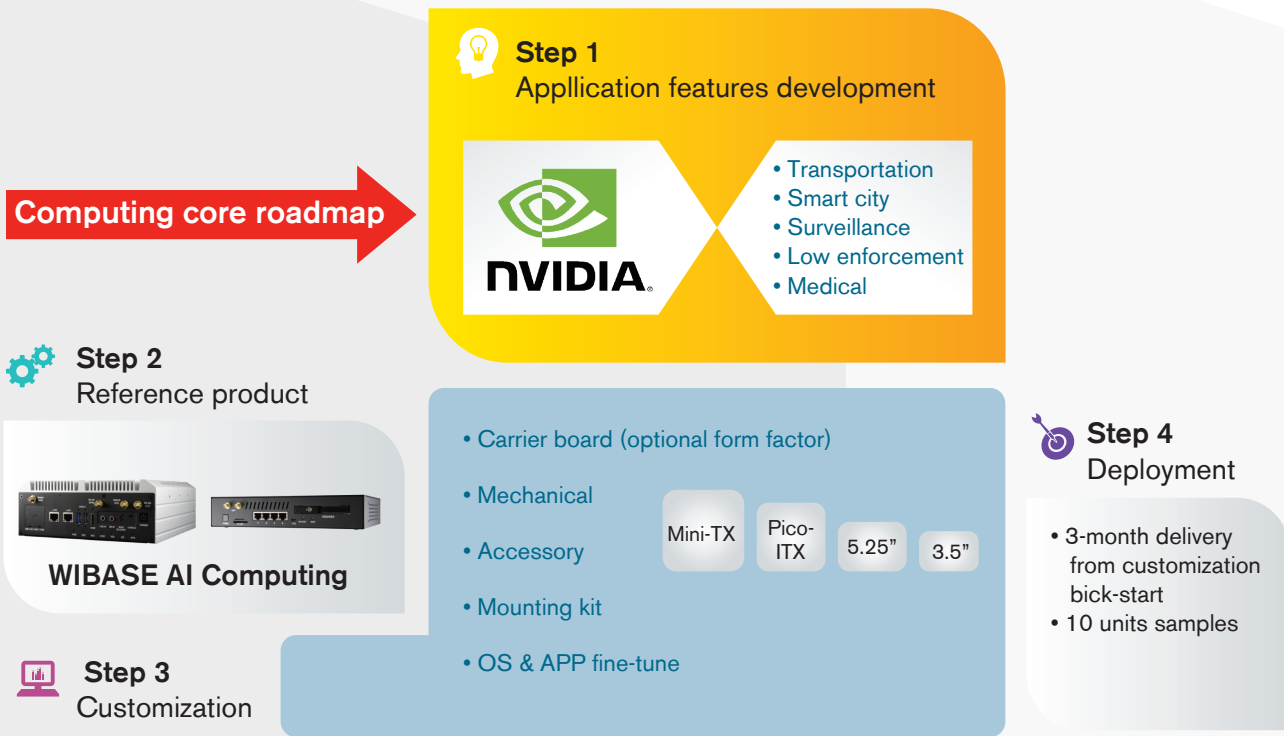 Step 1
Appllication features development
Computing core roadmap
NVIDIA®
• Transportation
• Smart city
• Surveillance
• Low enforcement
• Medical
Step 2
Reference product
WIBASE AI Computing
Step 3
Customization
• Carrier board (optional form factor)
• Mechanical
• Accessory
• Mounting kit
• OS & APP fine-tune
Mini-TX
Pico-
ITX
5.25”
3.5”
Step 4
Deployment
• 3-month delivery
from customization
bick-start
• 10 units samples